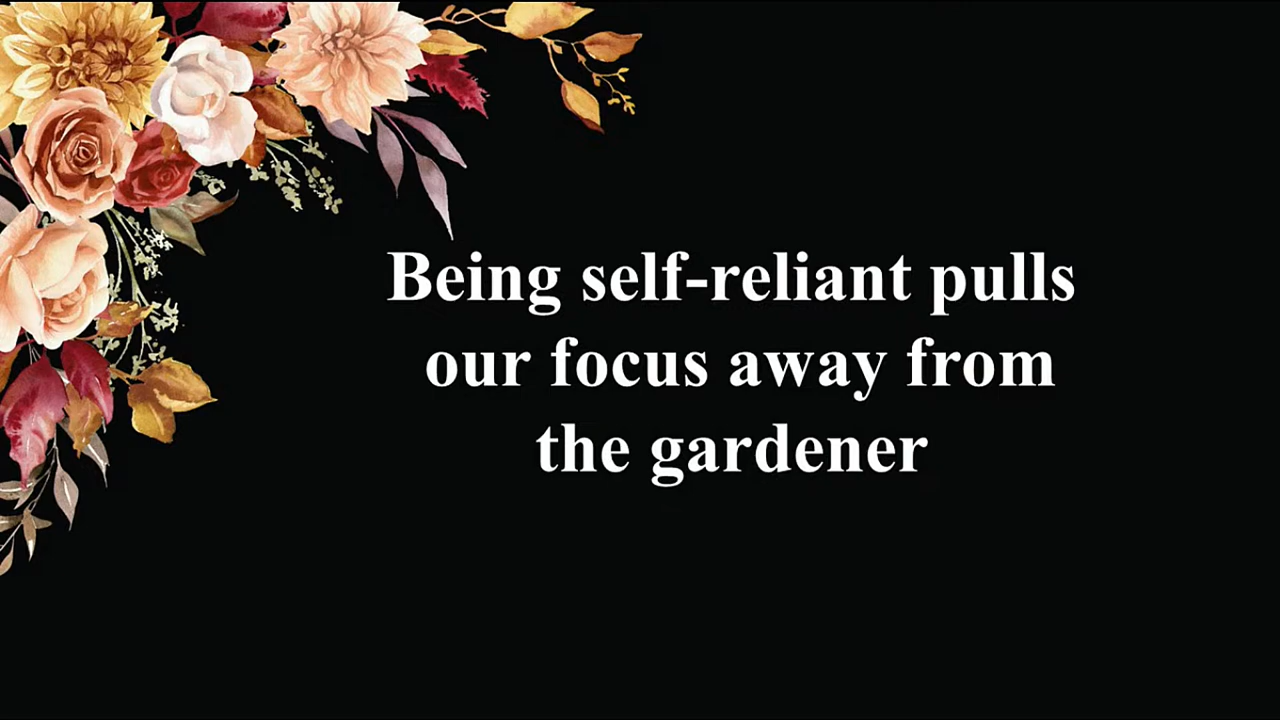 Being self-reliant pulls
our focus away from
the gardener